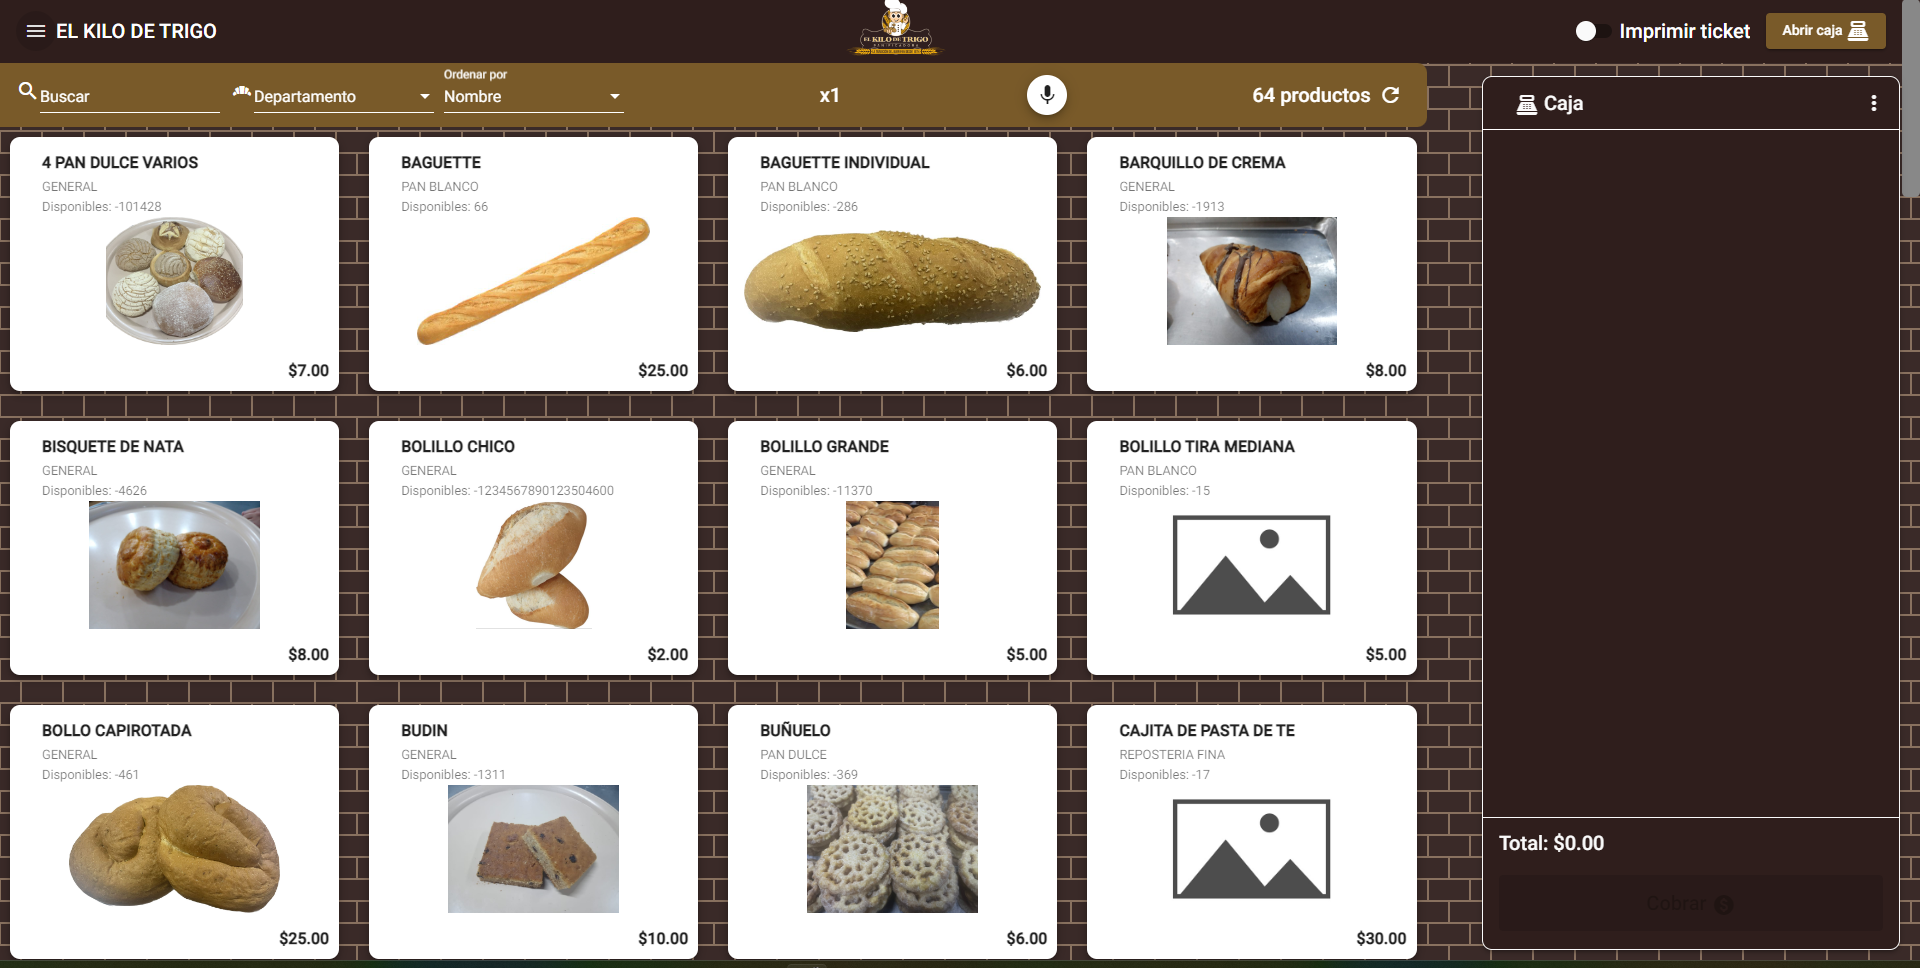 EL KILO DE TRIGO
EL KILO DE TRIGO
Imprimir ticket
Abrir caja
Buscar
Departamento
Ordenar por
Nombre
x1
64 productos
Caja
4 PAN DULCE VARIOS
GENERAL
Disponibles: -101428
$7.00
BAGUETTE
PAN BLANCO
Disponibles: 66
$25.00
BAGUETTE INDIVIDUAL
PAN BLANCO
Disponibles: -286
$6.00
BARQUILLO DE CREMA
GENERAL
Disponibles: -1913
$8.00
BISQUETE DE NATA
GENERAL
Disponibles: -4626
$8.00
BOLILLO CHICO
GENERAL
Disponibles: -1234567890123504600
$2.00
BOLILLO GRANDE
GENERAL
Disponibles: -11370
$5.00
BOLILLO TIRA MEDIANA
PAN BLANCO
Disponibles: -15
$5.00
BOLLO CAPIROTADA
GENERAL
Disponibles: -461
$25.00
BUDIN
GENERAL
Disponibles: -1311
$10.00
BUÑUELO
PAN DULCE
Disponibles: -369
$6.00
CAJITA DE PASTA DE TE
REPOSTERIA FINA
Disponibles: -17
$30.00
Total: $0.00
Cobrar